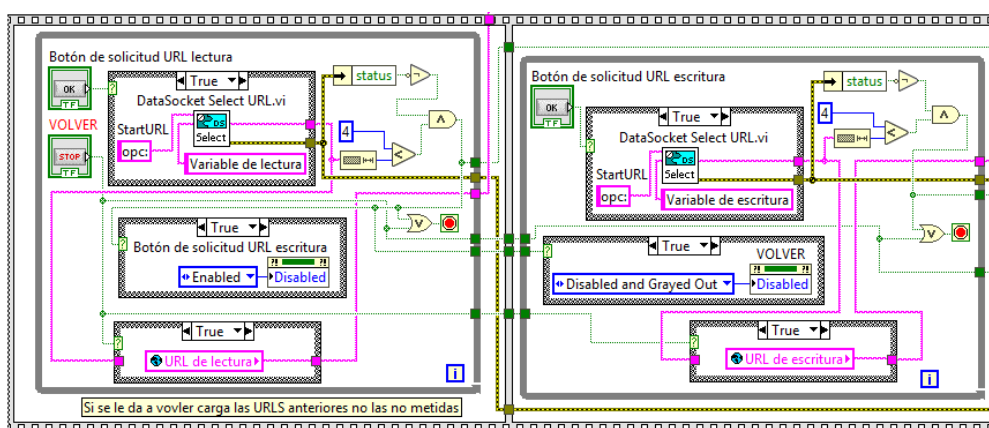 Botón de solicitud URL lectura
OK
TF
True
DataSocket Select URL.vi
StartURL
opc:
DS
Select
Variable de lectura
status
4
VOLVER
STOP
TF
True
Botón de solicitud URL escritura
Enabled
Disabled
True
URL de lectura
i
Si se le da a vovler carga las URLS anteriores no las no metidas
Botón de solicitud URL escritura
OK
TF
True
DataSocket Select URL.vi
StartURL
opc:
DS
Select
Variable de escritura
status
4
True
VOLVER
Disabled and Grayed Out
Disabled
True
URL de escritura
i